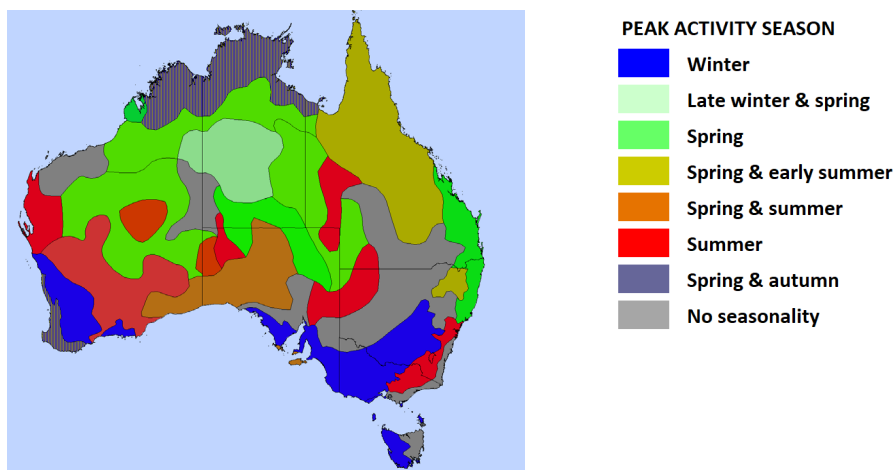 PEAK ACTIVITY SEASON
Winter
Late winter & spring
Spring
Spring & early summer
Spring & summer
Summer
Spring & autumn
No seasonality